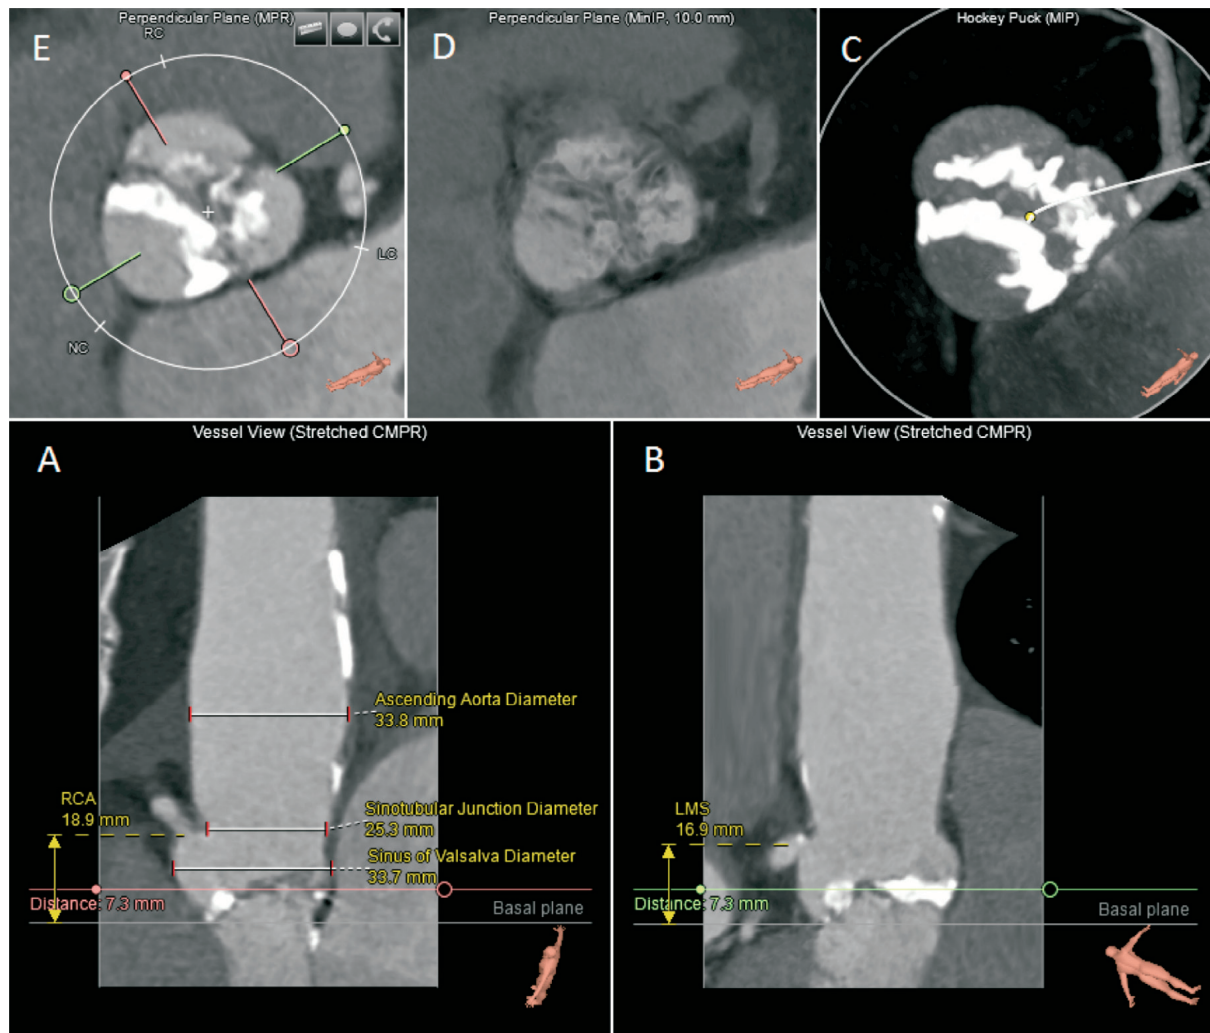 E
Perpendicular Plane (MPR)
RC
LC
NC
D
Perpendicular Plane (MinIP, 10.0 mm)
C
Hockey Puck (MIP)
A
Vessel View (Stretched CMPR)
Ascending Aorta Diameter
33.8 mm
RCA
18.9 mm
Sinotubular Junction Diameter
25.3 mm
Sinus of Valsalva Diameter
33.7 mm
Distance: 7.3 mm
Basal plane
B
Vessel View (Stretched CMPR)
LMS
16.9 mm
Distance: 7.3 mm
Basal plane